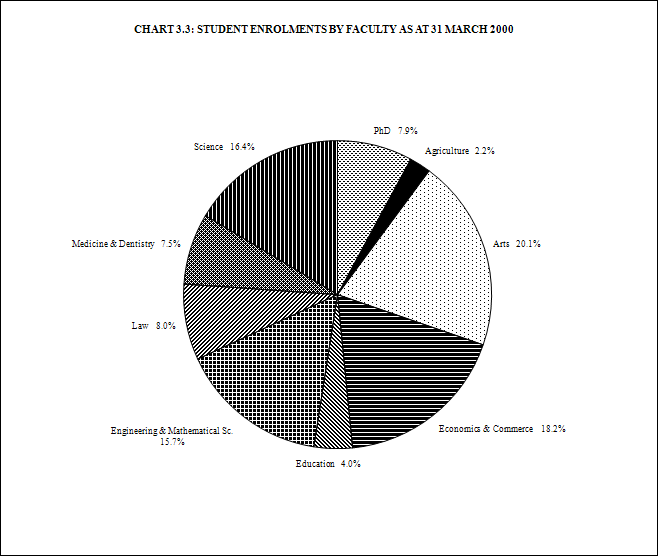 CHART 3.3: STUDENT ENROLMENTS BY FACULTY AS AT 31 MARCH 2000
PhD 7.9%
Agriculture 2.2%
Arts 20.1%
Economics & Commerce 18.2%
Education 4.0%
Engineering & Mathematical Sc.
15.7%
Law 8.0%
Medicine & Dentistry 7.5%
Science 16.4%